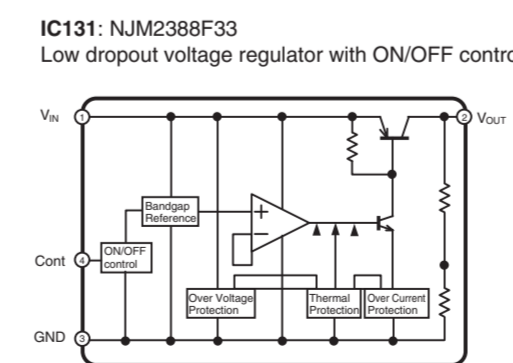 IC131: NJM2388F33
Low dropout voltage regulator with ON/OFF contro
VIN 1
2 VOUT
Bandgap
Reference
+
−
Cont 4
ON/OFF
control
Over Voltage
Protection
Thermal
Protection
Over Current
Protection
GND 3